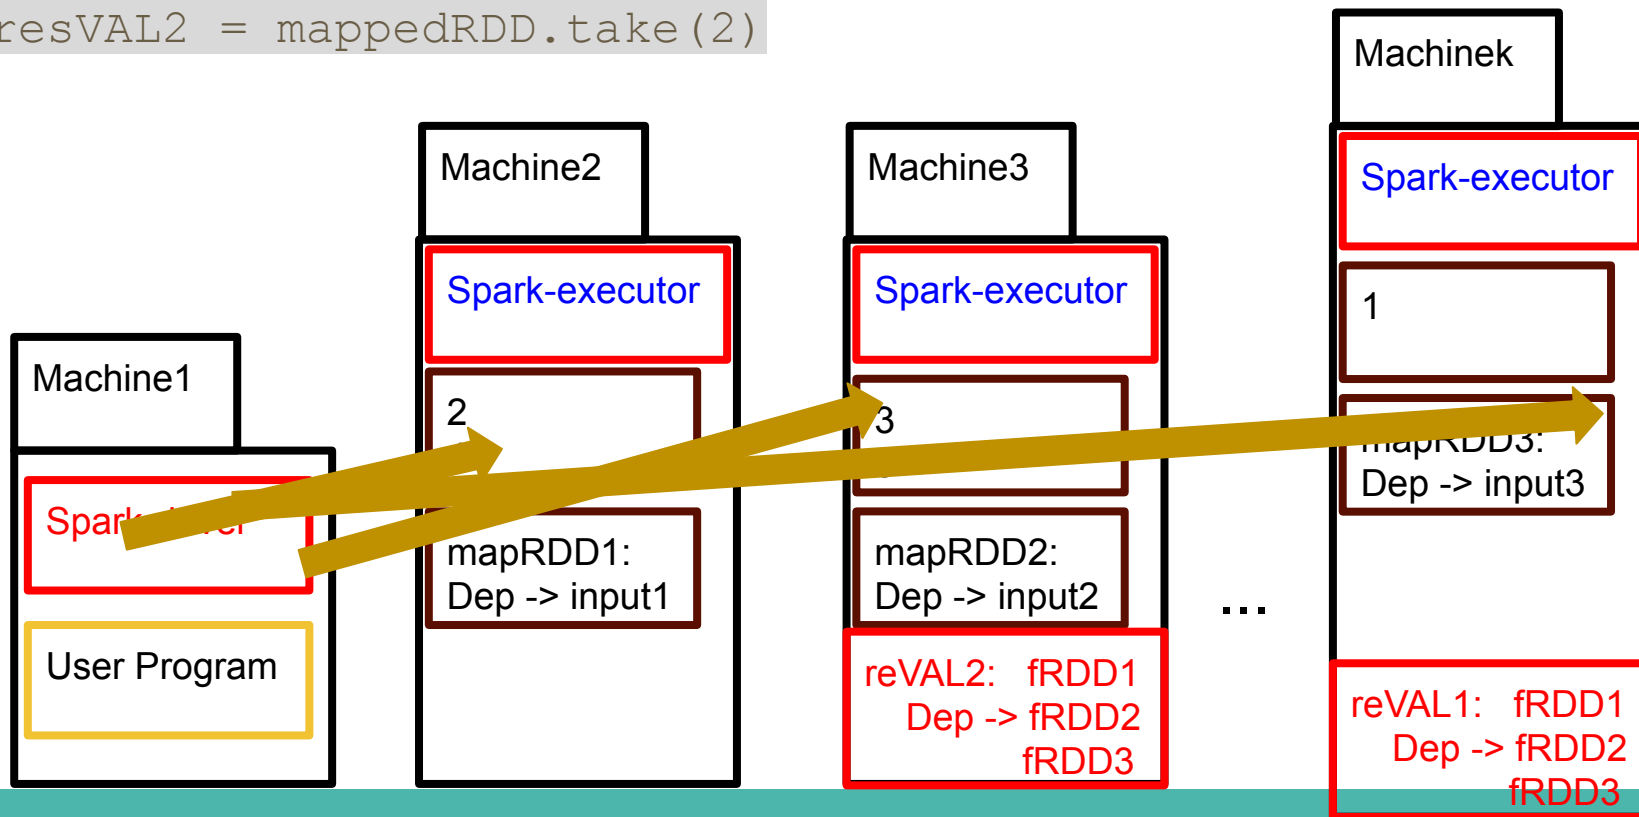 resVAL2 = mappedRDD.take(2)
Machine1
User Program
Machine2
Spark-executor
2
mapRDD1:
Dep -> input1
Machine3
Spark-executor
3
mapRDD2:
Dep -> input2
reVAL2: fRDD1
Dep -> fRDD2
fRDD3
...
Machinek
Spark-executor
1
mapRDD3:
Dep -> input3
reVAL1: fRDD1
Dep -> fRDD2
fRDD3